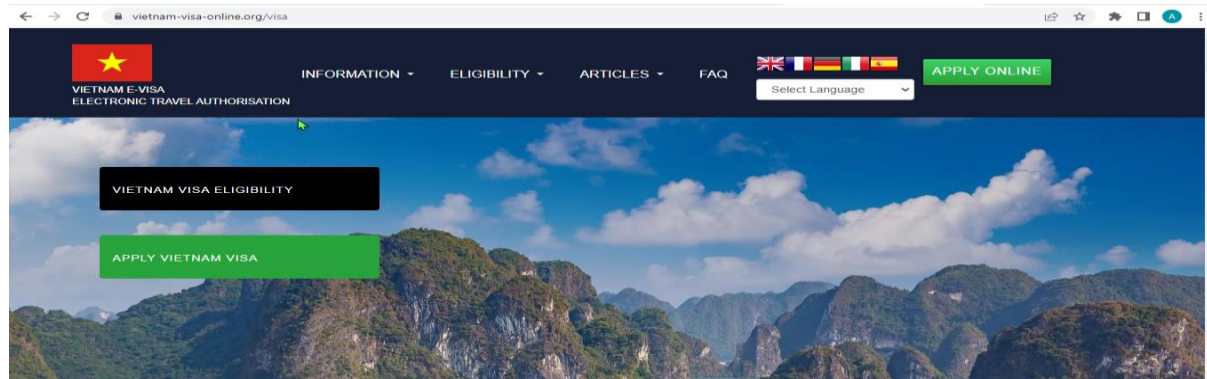 vietnam-visa-online.org/visa
A
INFORMATION
ELIGIBILITY
ARTICLES
FAQ
Select Language
APPLY ONLINE
VIETNAM E-VISA
ELECTRONIC TRAVEL AUTHORISATION
VIETNAM VISA ELIGIBILITY
APPLY VIETNAM VISA